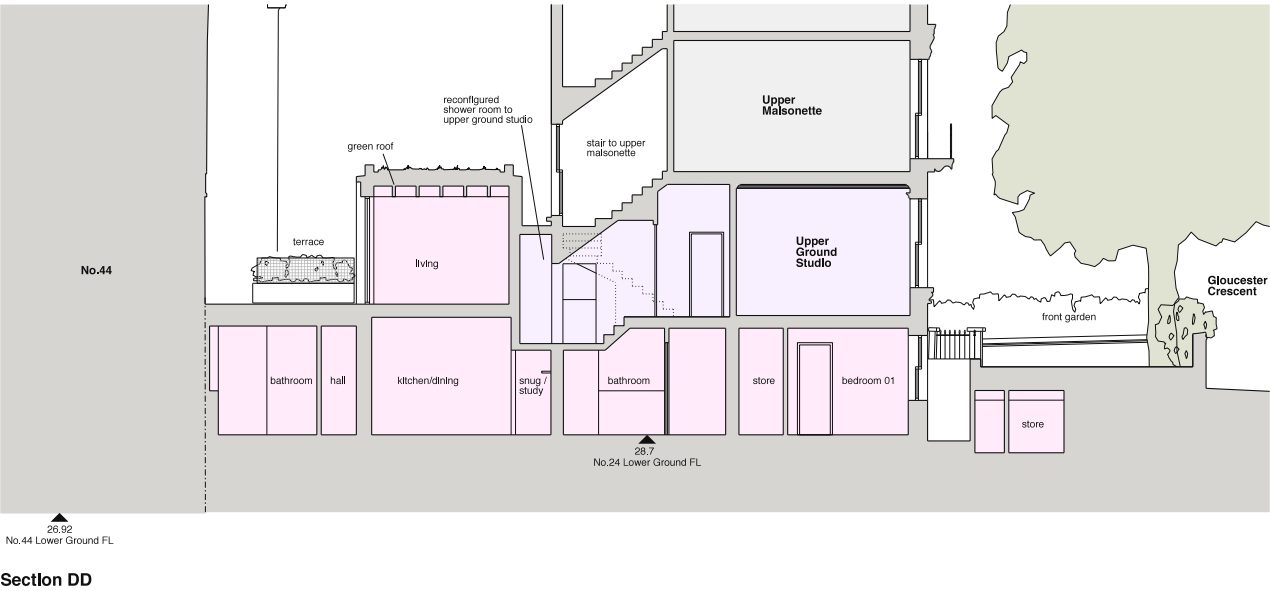 reconfigured
shower room to
upper ground studio
green roof
stair to upper
maisonette
Upper
Maisonette
terrace
living
Upper
Ground
Studio
No.44
Gloucester
Crescent
front garden
bathroom
hall
kitchen/dining
snug /
study
bathroom
store
bedroom 01
store
28.7
No.24 Lower Ground FL
26.92
No.44 Lower Ground FL
Section DD